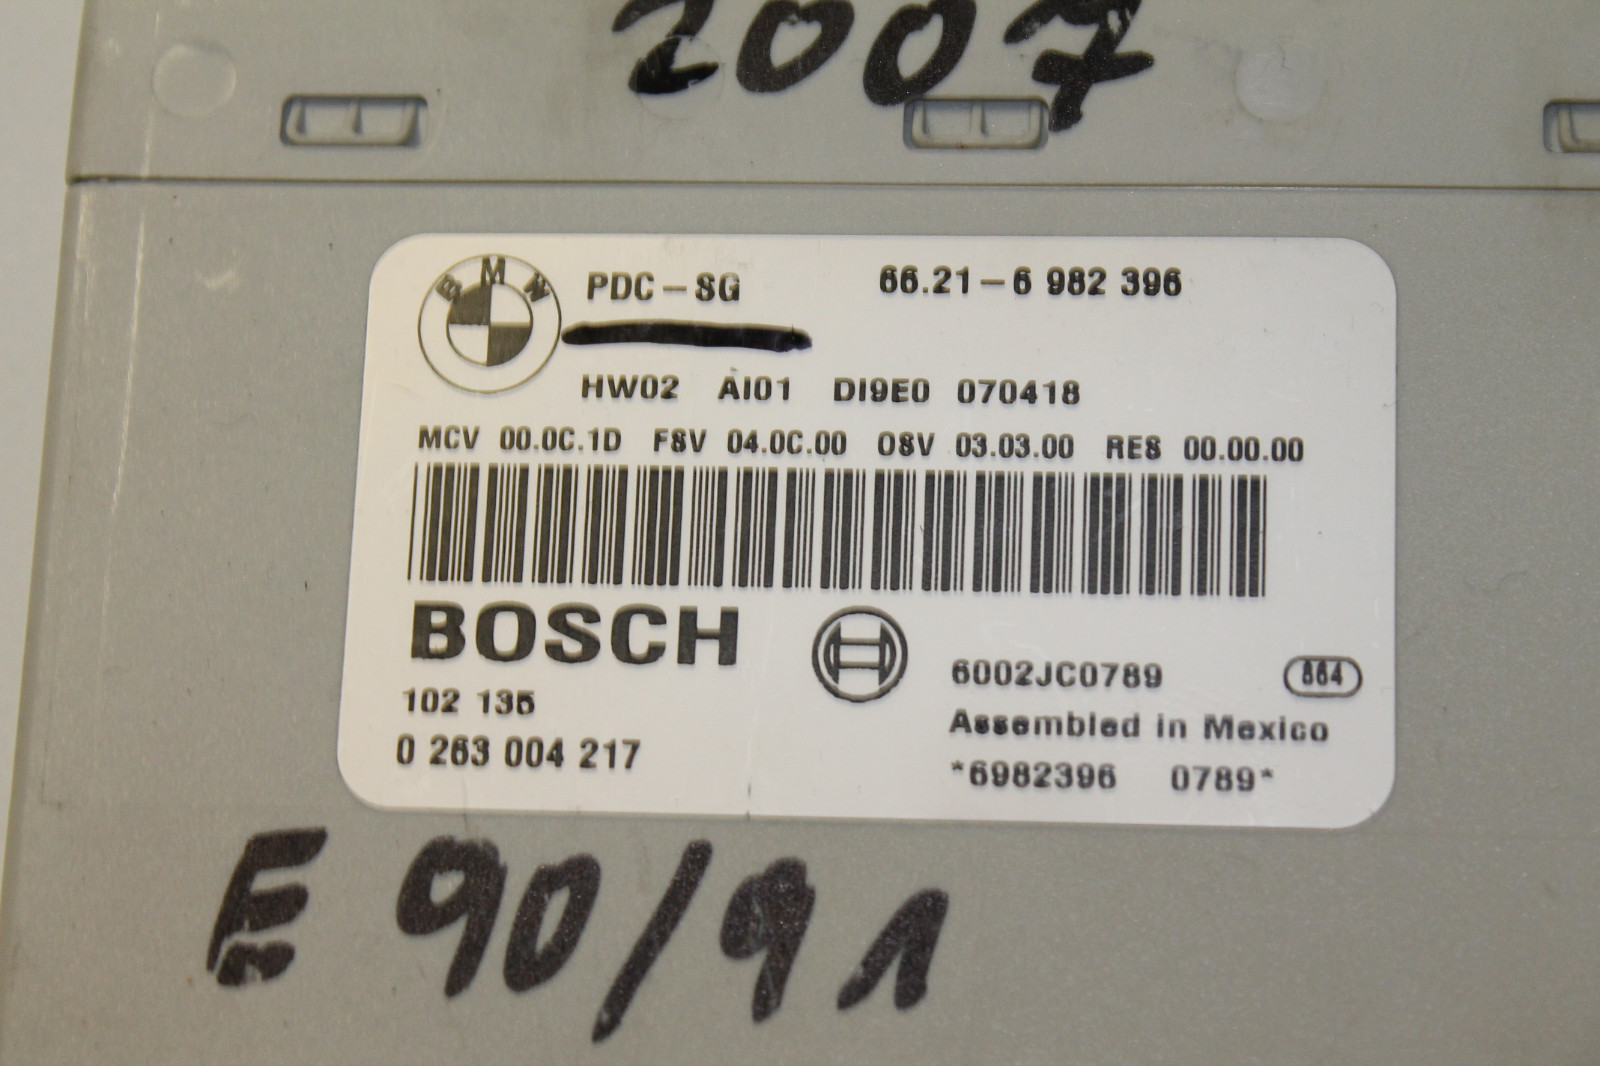 2007
BMW
PDC-SG 66.21-6 982 396
HW02 AI01 DI9E0 070418
MCV 00.0C.1D FSV 04.0C.00 OSV 03.03.00 RES 00.00.00
BOSCH
6002JC0789 864
102 135
Assembled in Mexico
0 263 004 217
*6982396 0789*
E90/91